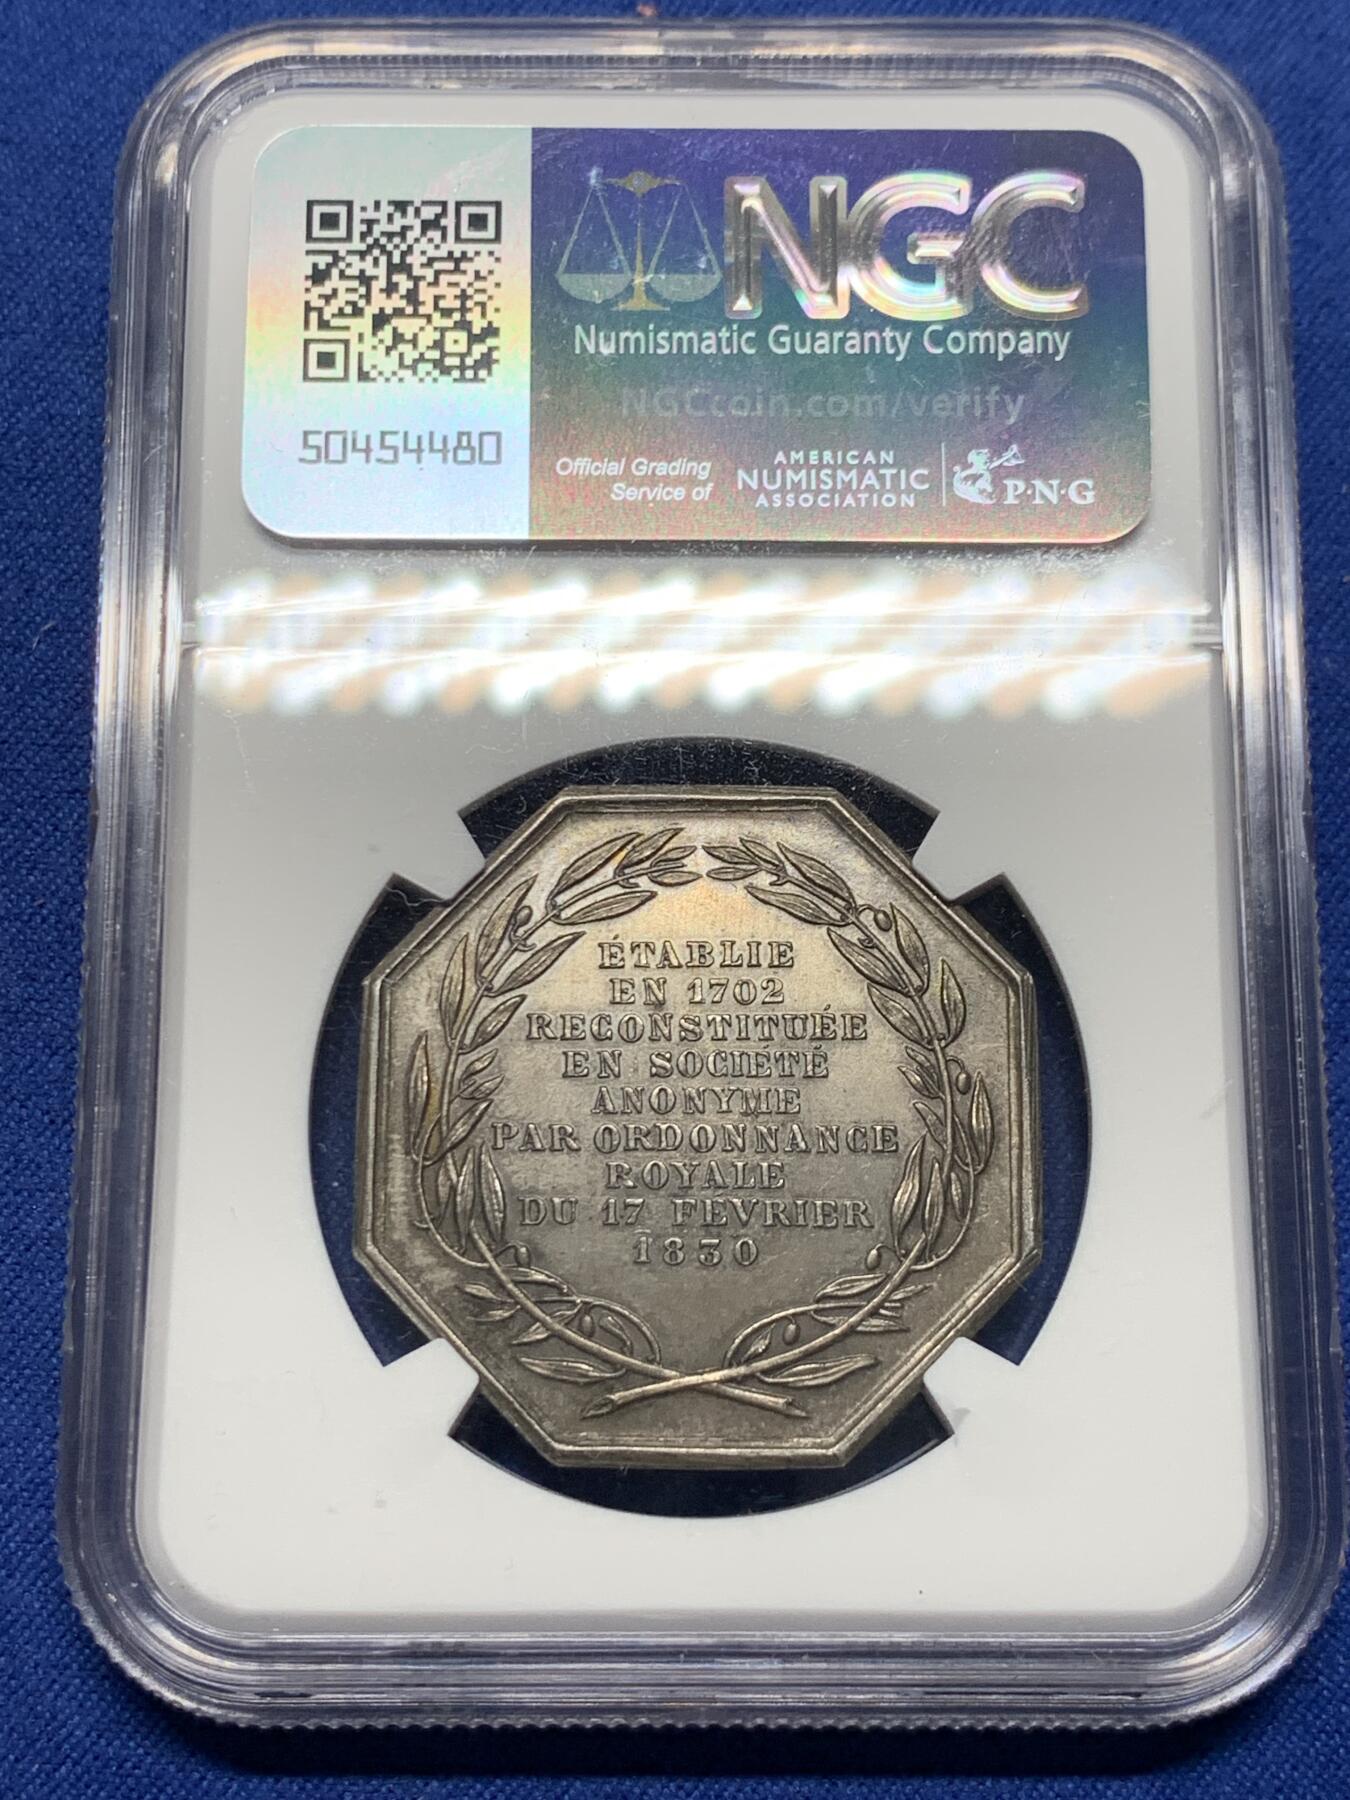 NGC
Numismatic Guaranty Company
NGCcoin.com/verify
50454480
Official Grading
Service of
AMERICAN
NUMISMATIC
ASSOCIATION
P·N·G
ÉTABLIE
EN 1702
RECONSTITUÉE
EN SOCIÉTÉ
ANONYME
PAR ORDONNANCE
ROYALE
DU 17 FÉVRIER
1830